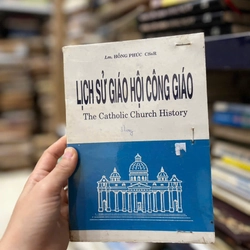 Lm. HỒNG PHÚC CSsR.
LỊCH SỬ GIÁO HỘI CÔNG GIÁO
The Catholic Church History